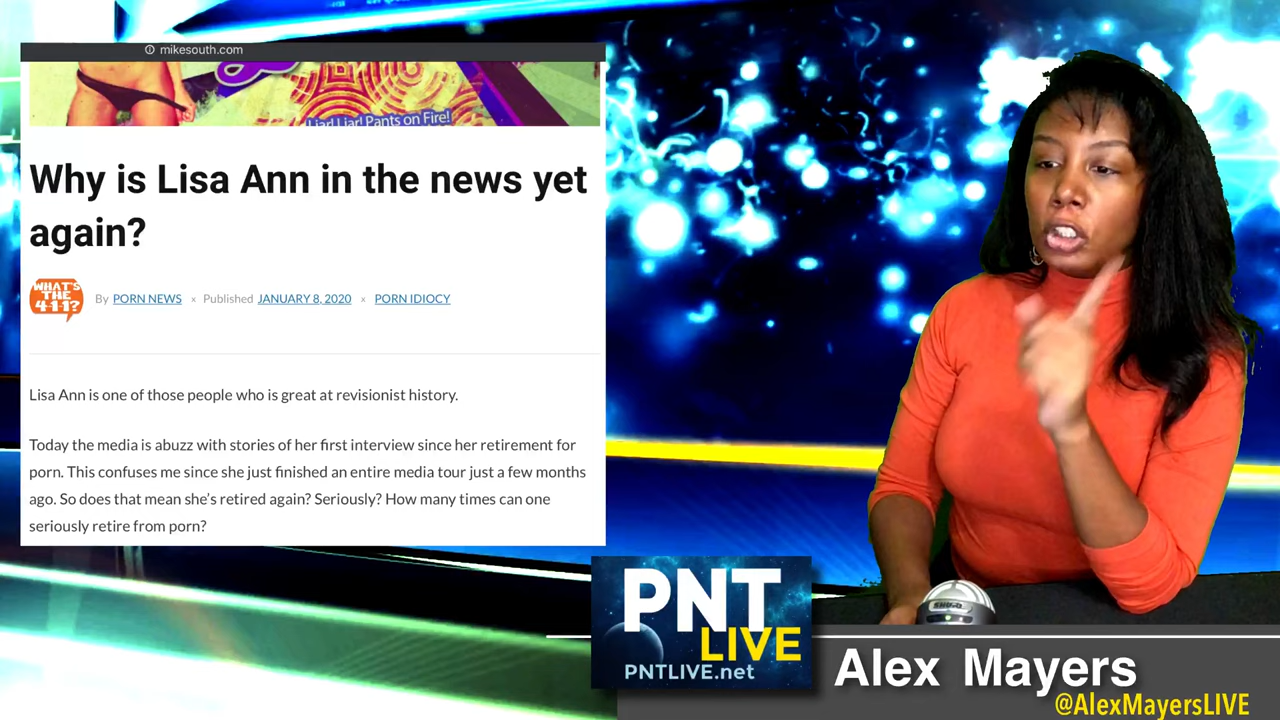 mikesouth.com
Liar! Liar! Pants on Fire!
Why is Lisa Ann in the news yet
again?
WHAT'S
THE
4-1-1?
By PORN NEWS x Published JANUARY 8, 2020 x PORN IDIOCY
Lisa Ann is one of those people who is great at revisionist history.
Today the media is abuzz with stories of her first interview since her retirement for
porn. This confuses me since she just finished an entire media tour just a few months
ago. So does that mean she's retired again? Seriously? How many times can one
seriously retire from porn?
SHURE
PNT
LIVE
PNTLIVE.net
Alex Mayers
@AlexMayersLIVE